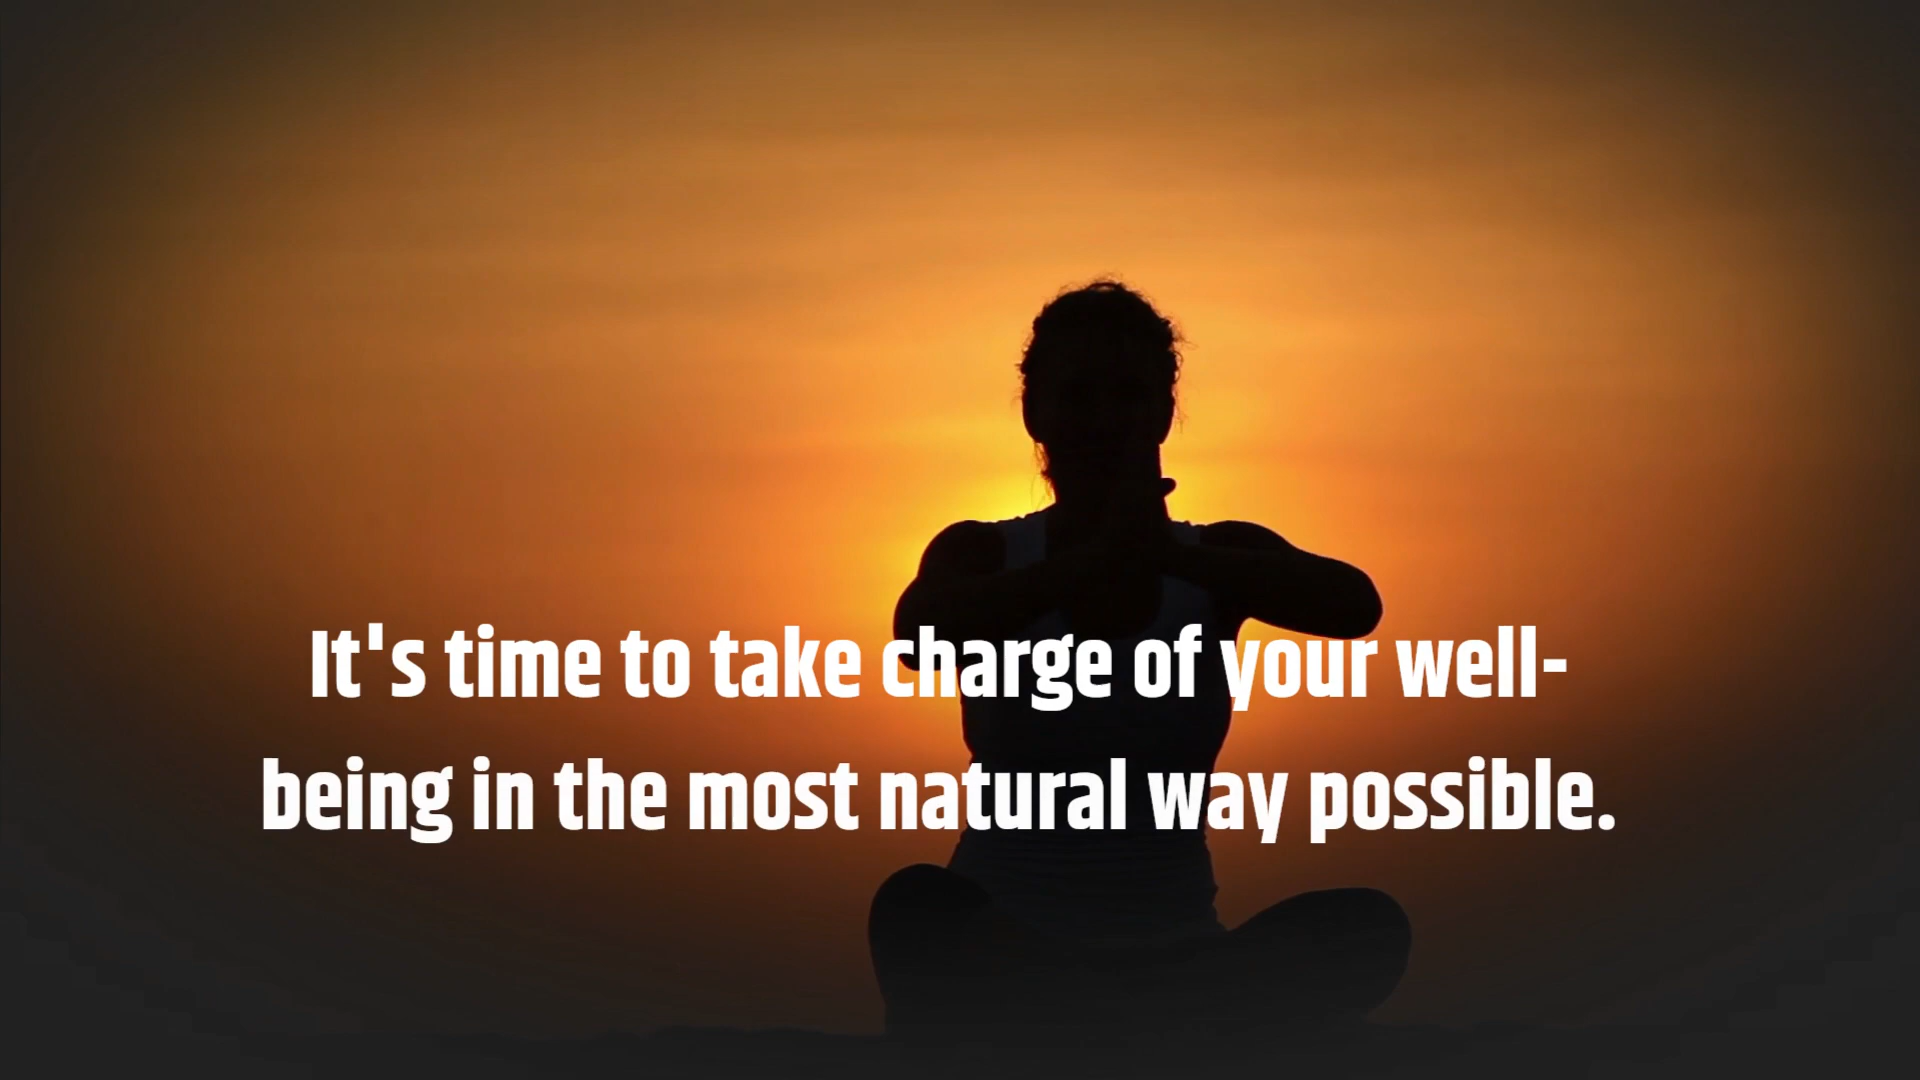 It's time to take charge of your well-
being in the most natural way possible.